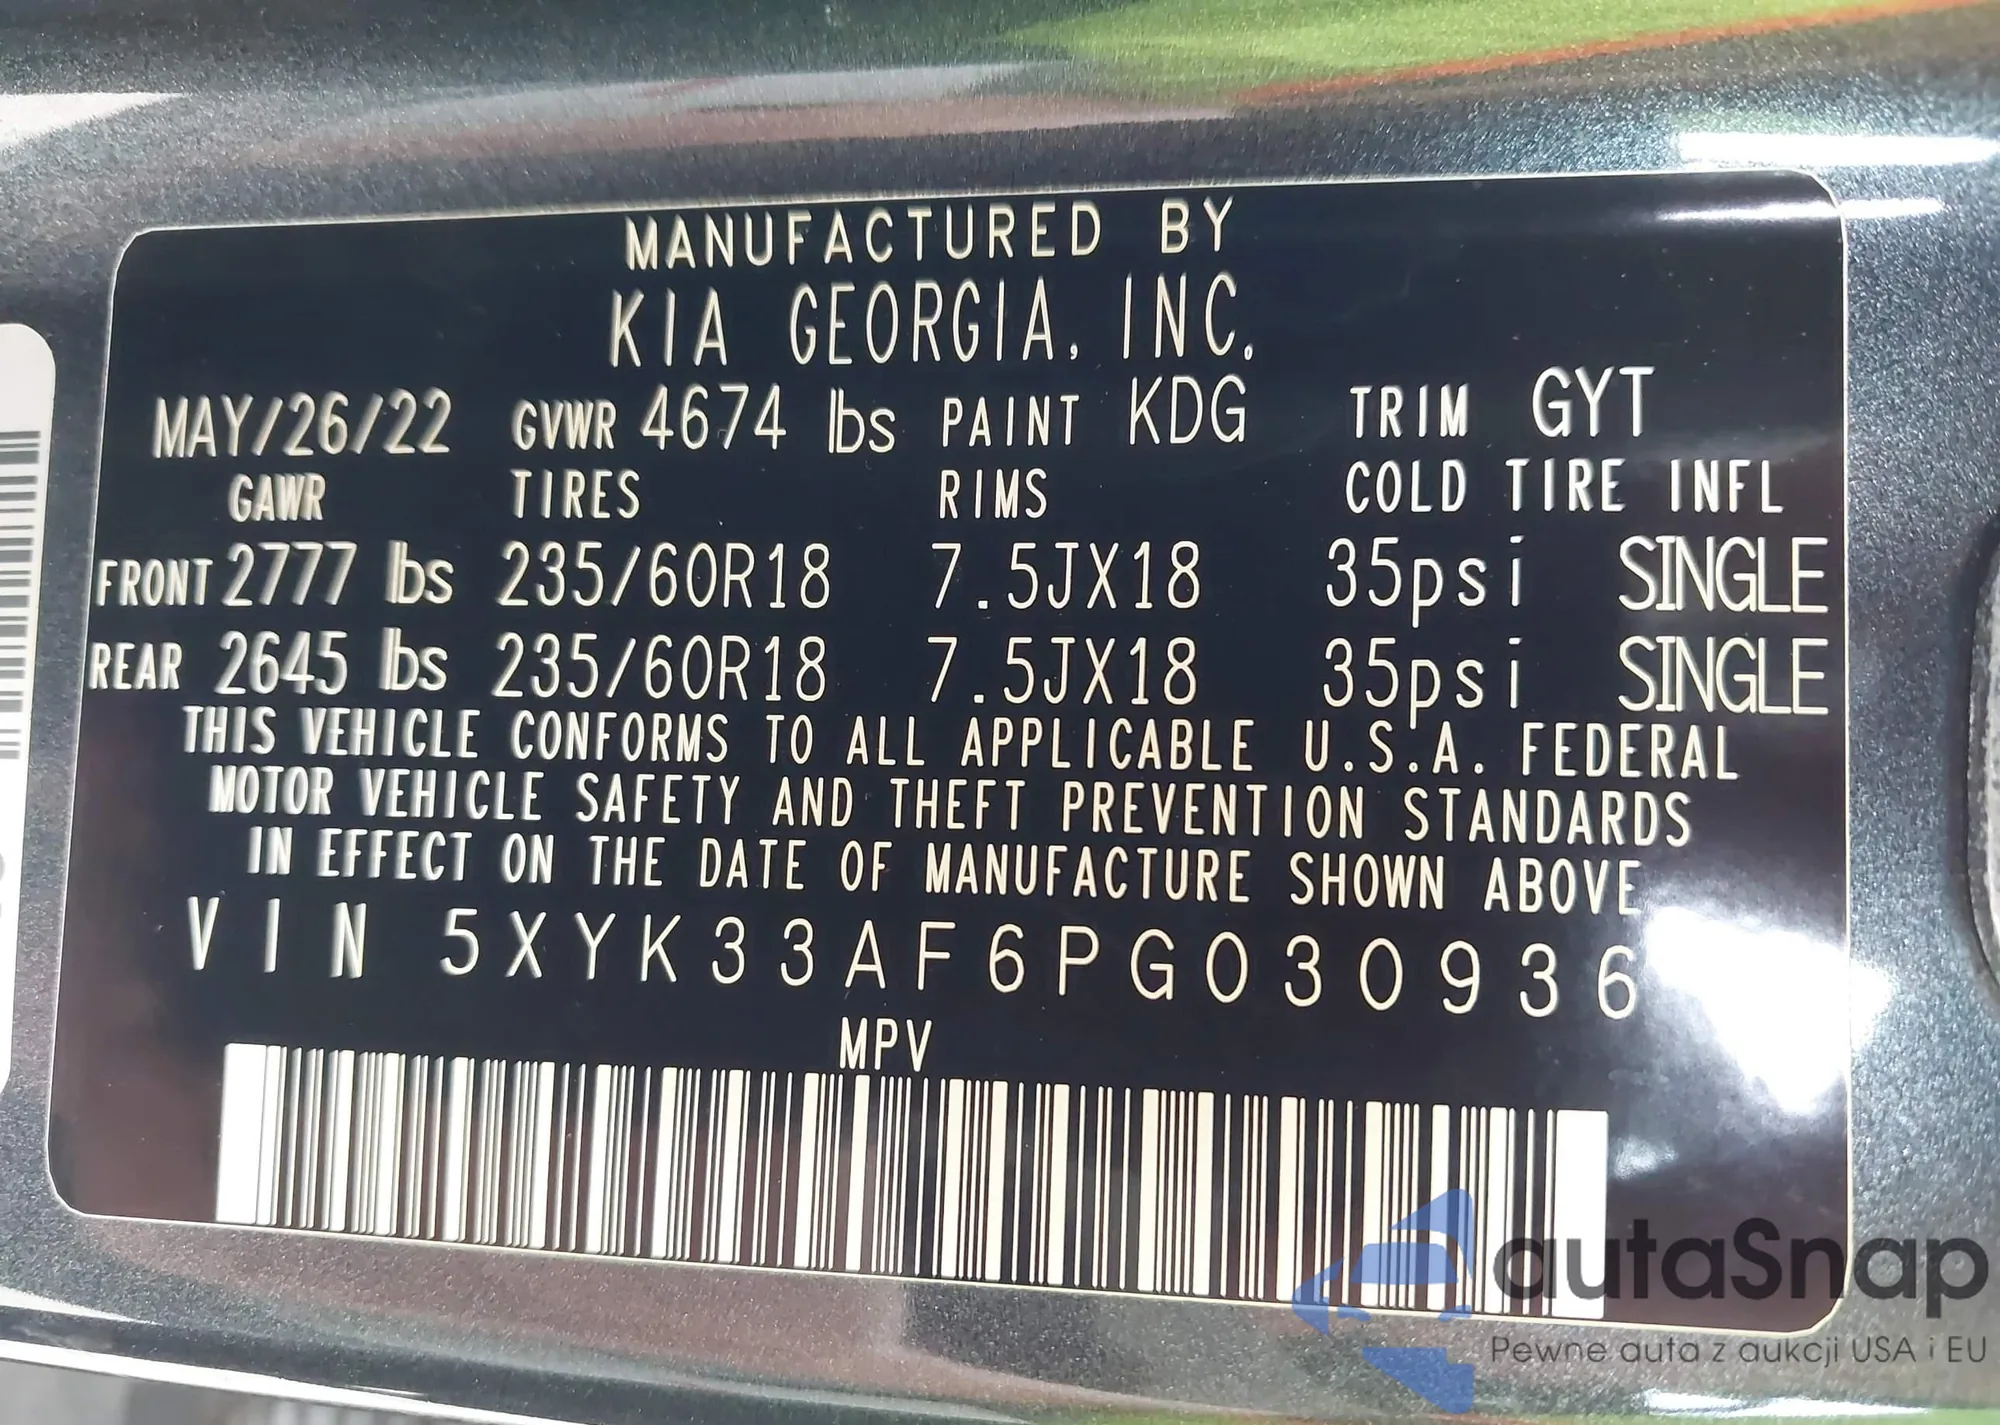 MANUFACTURED BY
KIA GEORGIA, INC.
MAY/26/22 GVWR 4674 lbs PAINT KDG TRIM GYT
GAWR TIRES RIMS COLD TIRE INFL
FRONT 2777 lbs 235/60R18 7.5JX18 35psi SINGLE
REAR 2645 lbs 235/60R18 7.5JX18 35psi SINGLE
THIS VEHICLE CONFORMS TO ALL APPLICABLE U.S.A. FEDERAL
MOTOR VEHICLE SAFETY AND THEFT PREVENTION STANDARDS
IN EFFECT ON THE DATE OF MANUFACTURE SHOWN ABOVE
VIN 5XYK33AF6PG030936
MPV
autaSnap
Pewne auta z aukcji USA i EU